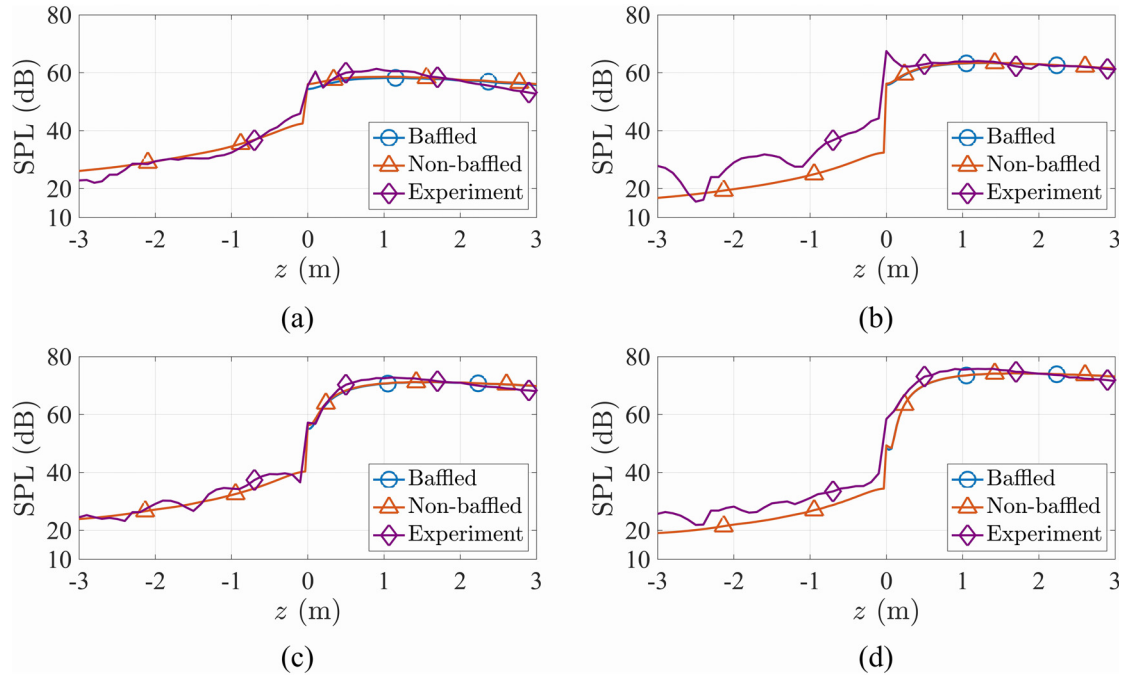 80
60
40
20
10
SPL (dB)
-3 -2 -1 0 1 2 3
z (m)
Baffled
Non-baffled
Experiment
(a)
80
60
40
20
10
SPL (dB)
-3 -2 -1 0 1 2 3
z (m)
Baffled
Non-baffled
Experiment
(b)
80
60
40
20
10
SPL (dB)
-3 -2 -1 0 1 2 3
z (m)
Baffled
Non-baffled
Experiment
(c)
80
60
40
20
10
SPL (dB)
-3 -2 -1 0 1 2 3
z (m)
Baffled
Non-baffled
Experiment
(d)